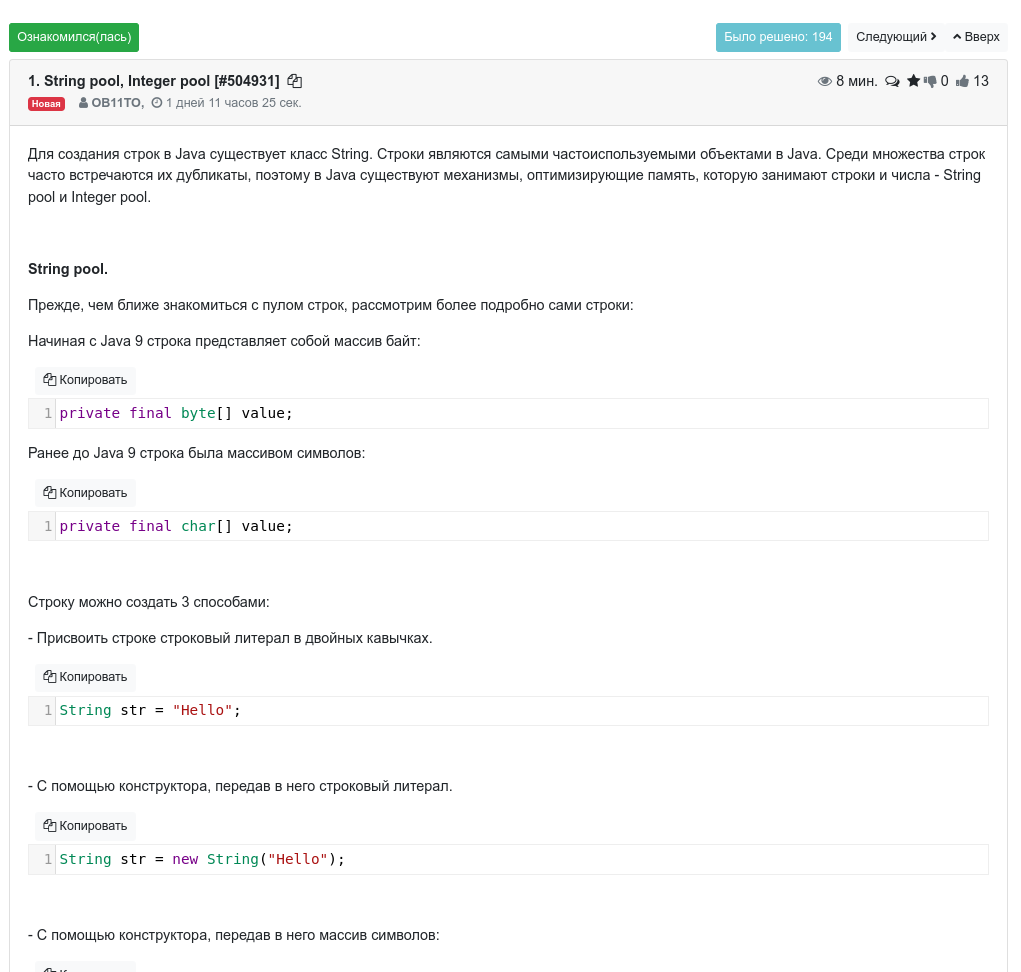 Ознакомился(лась)
Было решено: 194 Следующий Вверх
1. String pool, Integer pool [#504931]
8 мин. 0 13
Новая OB11TO, 1 дней 11 часов 25 сек.
Для создания строк в Java существует класс String. Строки являются самыми частоиспользуемыми объектами в Java. Среди множества строк
часто встречаются их дубликаты, поэтому в Java существуют механизмы, оптимизирующие память, которую занимают строки и числа - String
pool и Integer pool.
String pool.
Прежде, чем ближе знакомиться с пулом строк, рассмотрим более подробно сами строки:
Начиная с Java 9 строка представляет собой массив байт:
Копировать
1 private final byte[] value;
Ранее до Java 9 строка была массивом символов:
Копировать
1 private final char[] value;
Строку можно создать 3 способами:
- Присвоить строке строковый литерал в двойных кавычках.
Копировать
1 String str = "Hello";
- С помощью конструктора, передав в него строковый литерал.
Копировать
1 String str = new String("Hello");
- С помощью конструктора, передав в него массив символов: